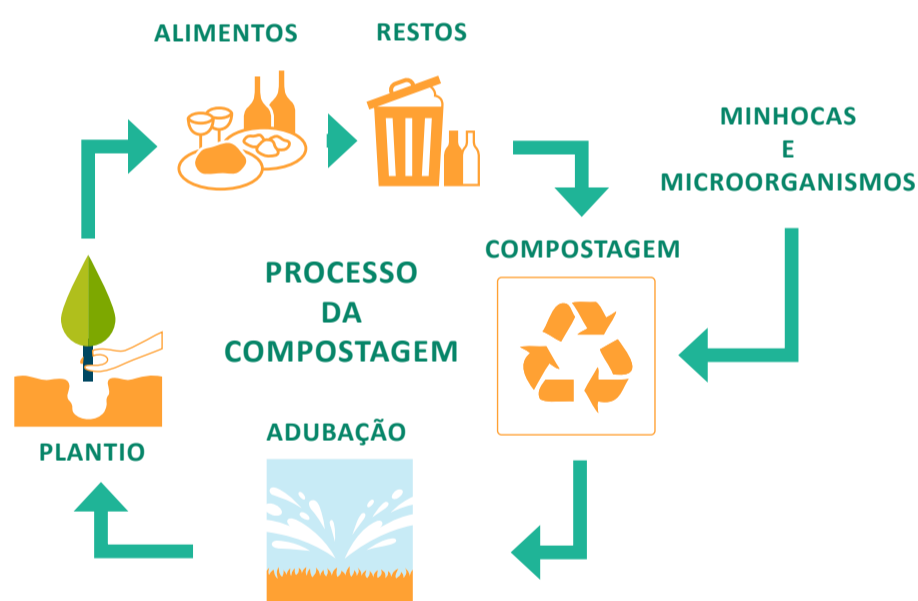 ALIMENTOS
RESTOS
MINHOCAS
E
MICROORGANISMOS
COMPOSTAGEM
PROCESSO
DA
COMPOSTAGEM
ADUBAÇÃO
PLANTIO